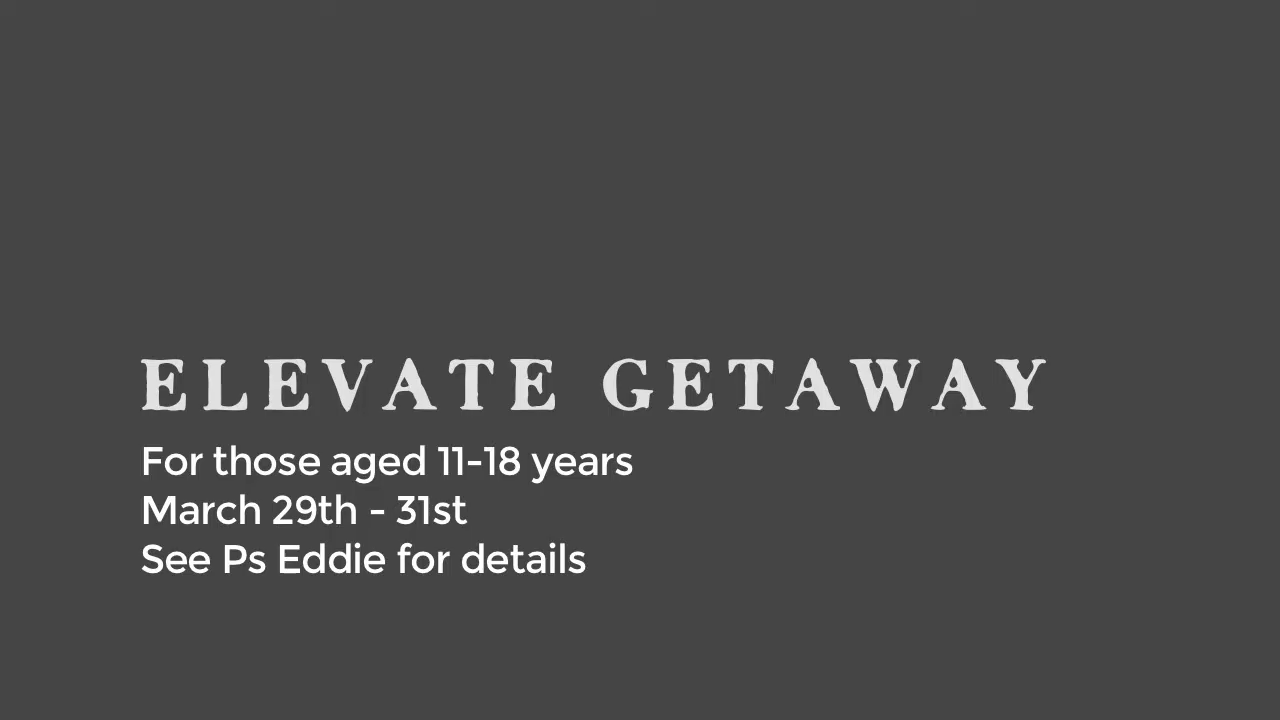 ELEVATE GETAWAY
For those aged 11-18 years
March 29th - 31st
See Ps Eddie for details